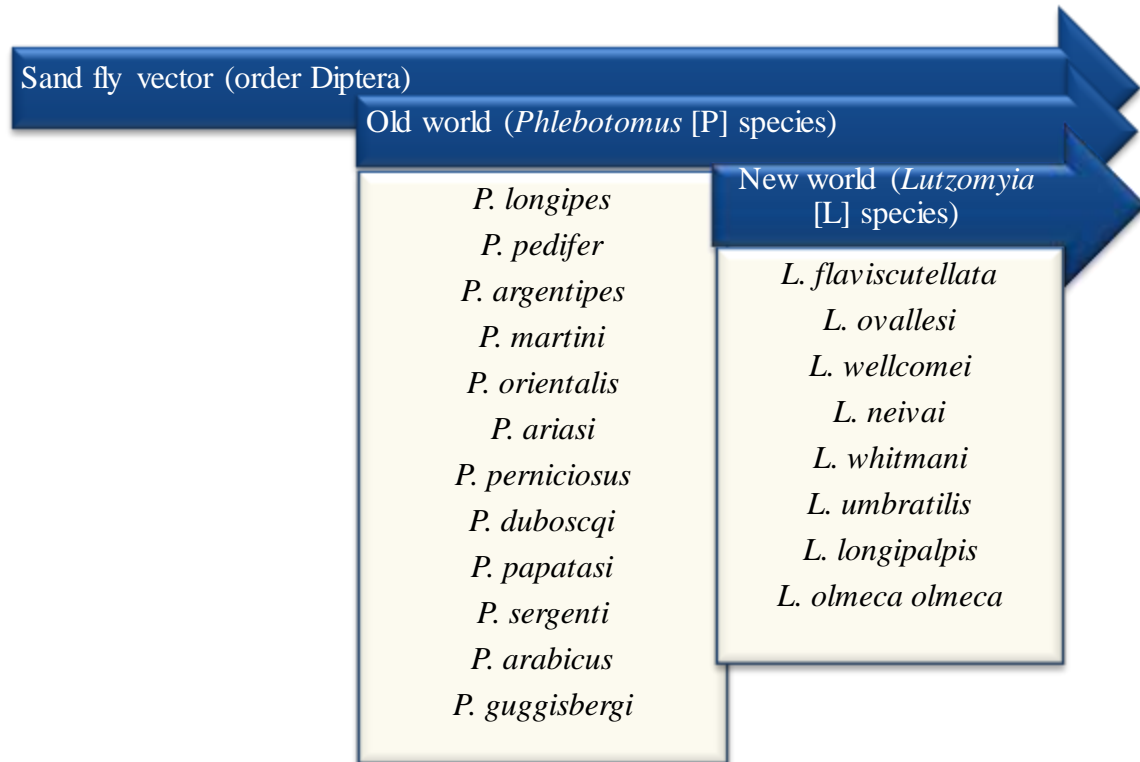 Sand fly vector (order Diptera)
Old world (Phlebotomus [P] species)
New world (Lutzomyia
[L] species)
P. longipes
P. pedifer
P. argentipes
P. martini
P. orientalis
P. ariasi
P. perniciosus
P. duboscqi
P. papatasi
P. sergenti
P. arabicus
P. guggisbergi
L. flaviscutellata
L. ovallesi
L. wellcomei
L. neivai
L. whitmani
L. umbratilis
L. longipalpis
L. olmeca olmeca